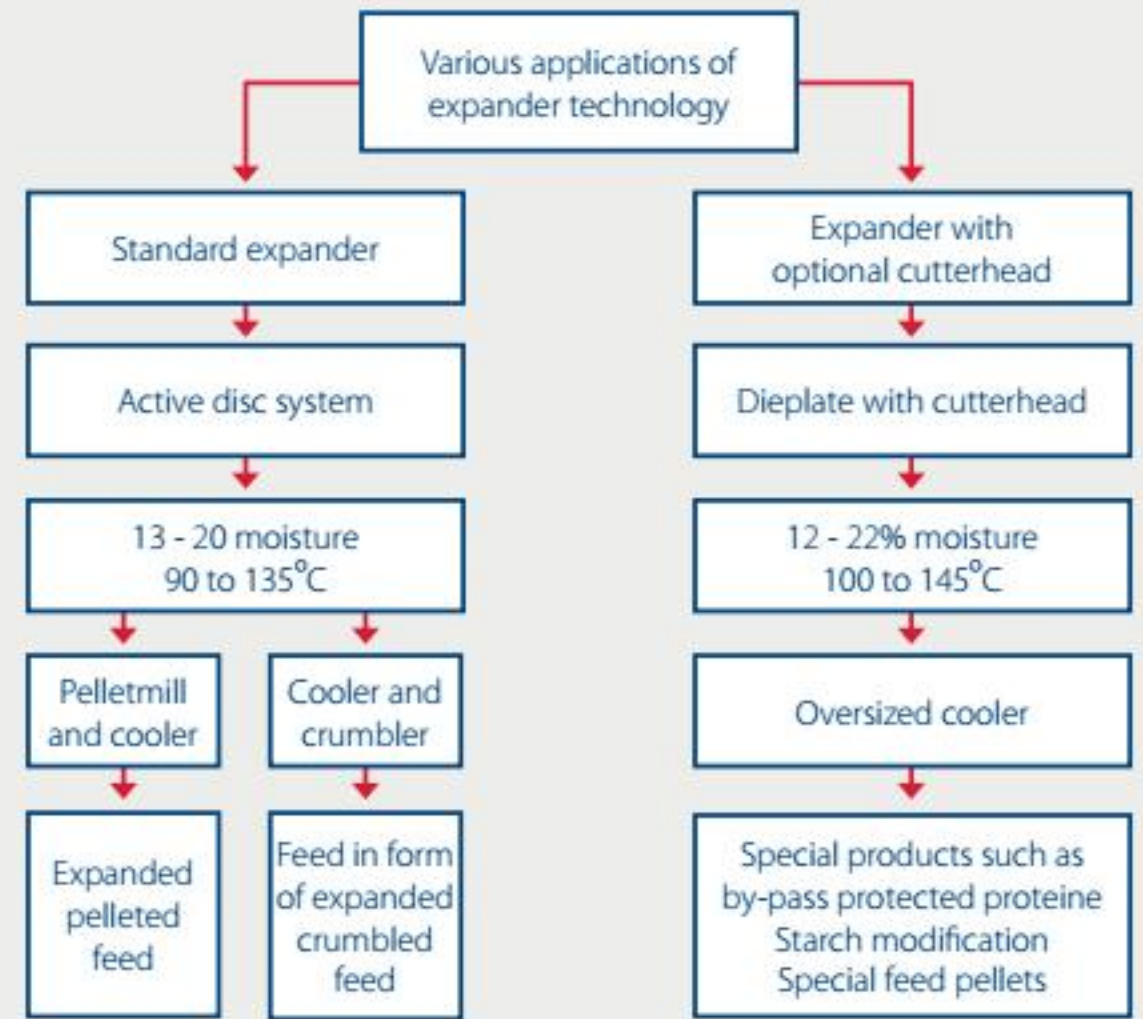 Various applications of
expander technology
Standard expander
Expander with
optional cutterhead
Active disc system
Dieplate with cutterhead
13 - 20 moisture
90 to 135°C
12 - 22% moisture
100 to 145°C
Pelletmill
and cooler
Cooler and
crumbler
Oversized cooler
Expanded
pelleted
feed
Feed in form
of expanded
crumbled
feed
Special products such as
by-pass protected proteine
Starch modification
Special feed pellets